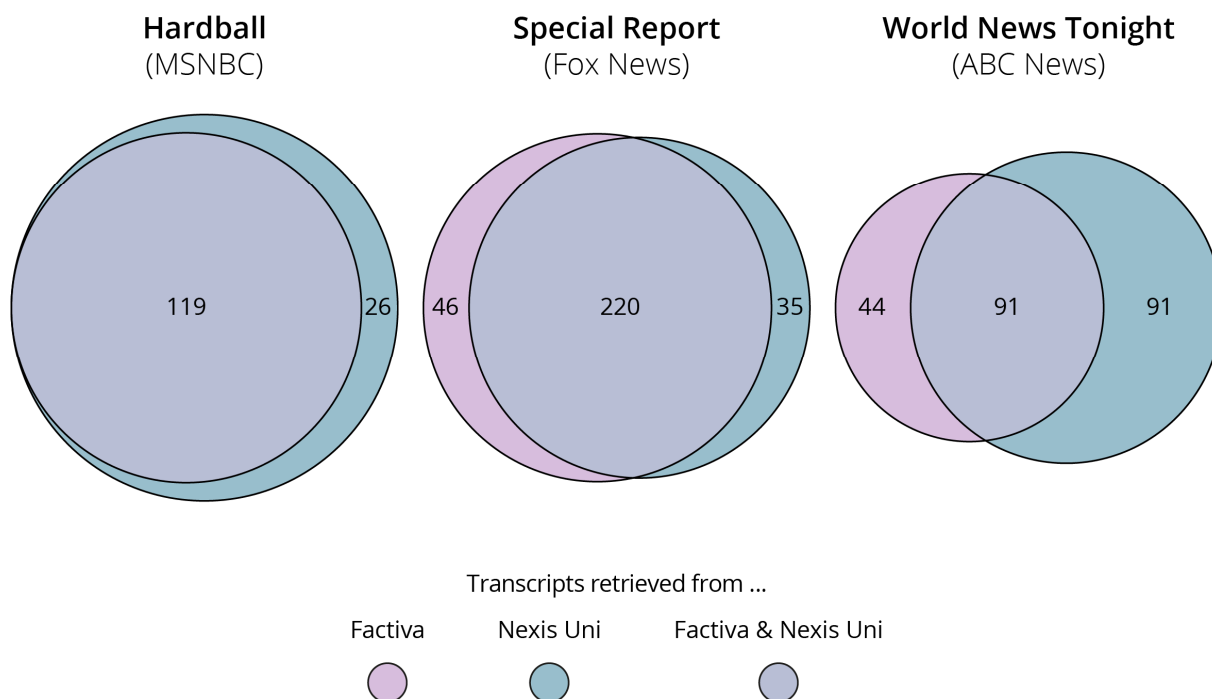 Hardball
(MSNBC)
Special Report
(Fox News)
World News Tonight
(ABC News)
119
26
46
220
35
44
91
91
Transcripts retrieved from ...
Factiva
Nexis Uni
Factiva & Nexis Uni